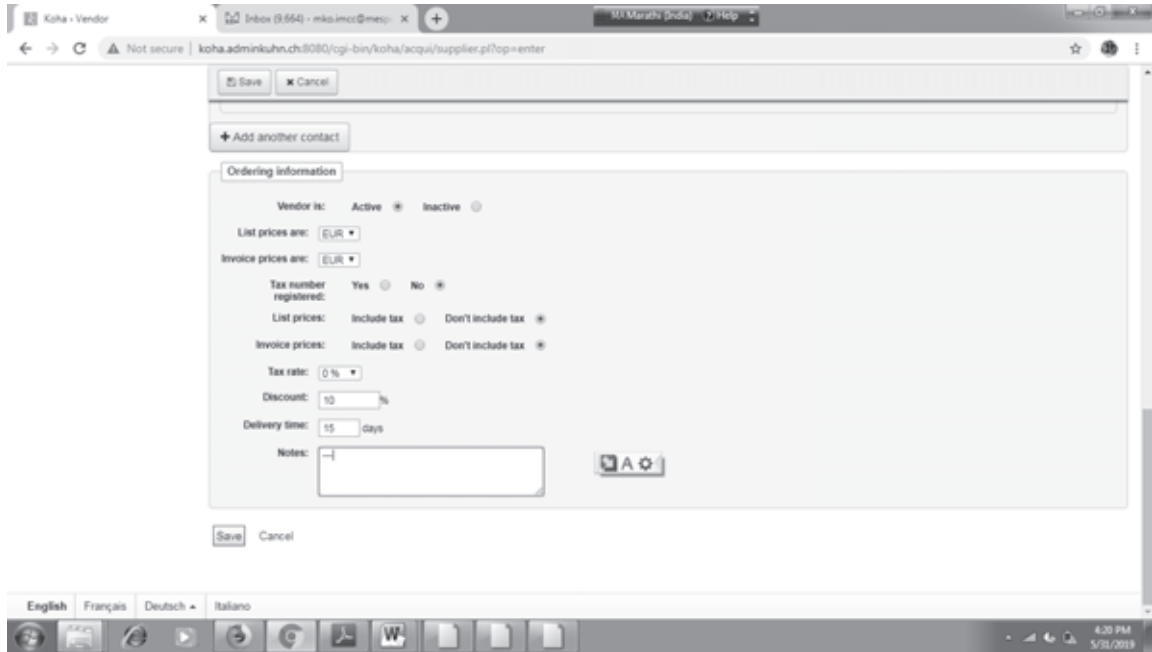 Koha › Vendor
Inbox (9,664) - mko.imcc@mesp
MA Marathi (India) Help
Not secure | koha.adminkuhn.ch:8080/cgi-bin/koha/acqui/supplier.pl?op=enter
Save Cancel
Add another contact
Ordering information
Vendor is: Active Inactive
List prices are: EUR
Invoice prices are: EUR
Tax number registered: Yes No
List prices: Include tax Don't include tax
Invoice prices: Include tax Don't include tax
Tax rate: 0 %
Discount: 10 %
Delivery time: 15 days
Notes: —
A
Save Cancel
English Français Deutsch Italiano
4:20 PM
5/31/2019